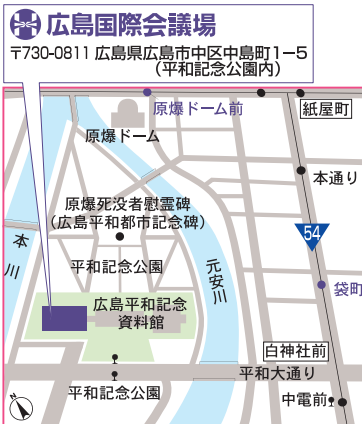 広島国際会議場
〒730-0811 広島県広島市中区中島町1−5
(平和記念公園内)
原爆ドーム前
紙屋町
原爆ドーム
本通り
原爆死没者慰霊碑
(広島平和都市記念碑)
54
本川
平和記念公園
元安川
袋町
広島平和記念
資料館
白神社前
平和大通り
平和記念公園
中電前
N